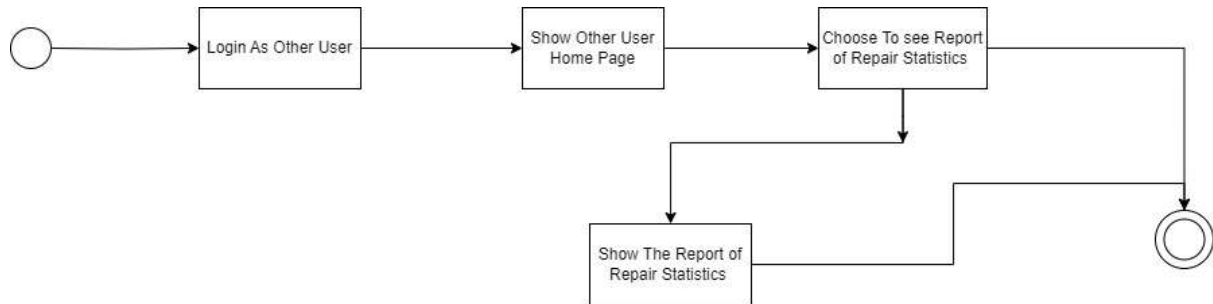 Login As Other User
Show Other User
Home Page
Choose To see Report
of Repair Statistics
Show The Report of
Repair Statistics